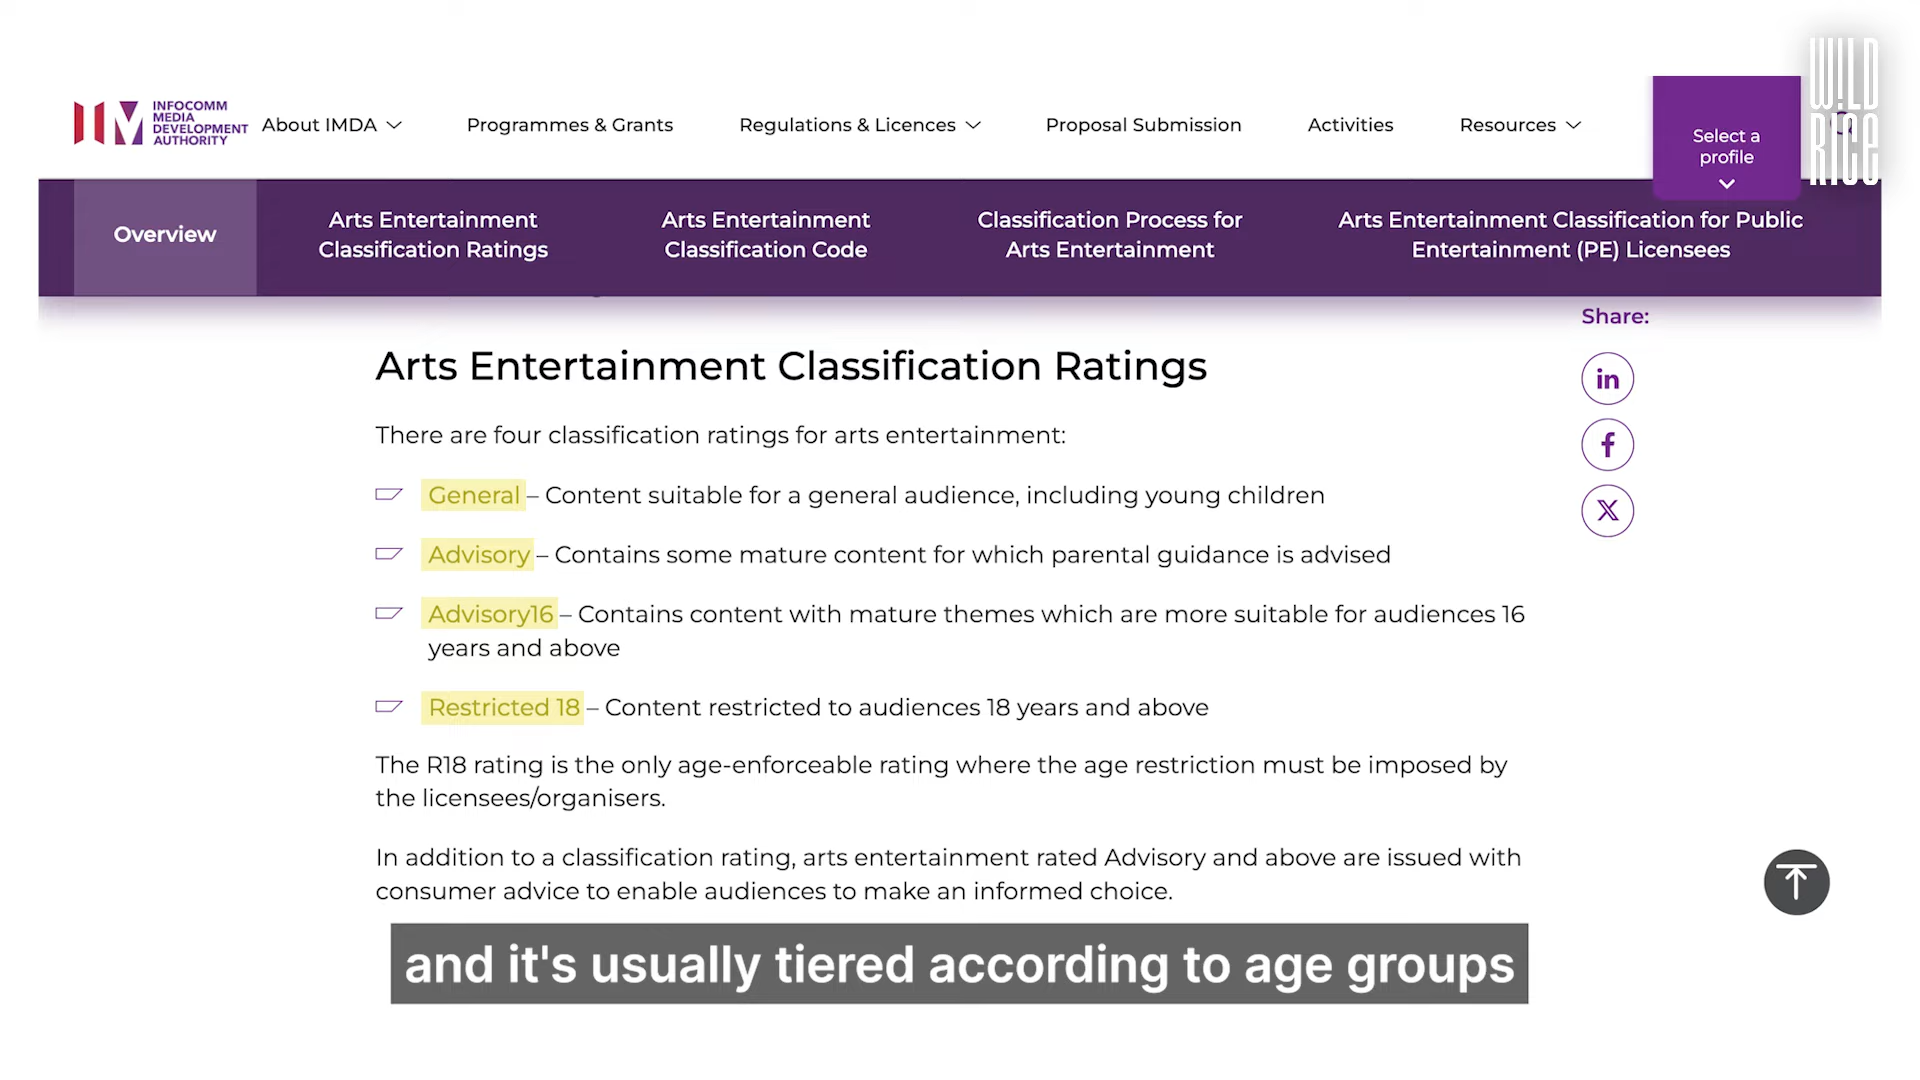 WILD
RICE
INFOCOMM
MEDIA
DEVELOPMENT
AUTHORITY
About IMDA
Programmes & Grants
Regulations & Licences
Proposal Submission
Activities
Resources
Select a
profile
Overview
Arts Entertainment
Classification Ratings
Arts Entertainment
Classification Code
Classification Process for
Arts Entertainment
Arts Entertainment Classification for Public
Entertainment (PE) Licensees
Share:
Arts Entertainment Classification Ratings
There are four classification ratings for arts entertainment:
General – Content suitable for a general audience, including young children
Advisory – Contains some mature content for which parental guidance is advised
Advisory16 – Contains content with mature themes which are more suitable for audiences 16
years and above
Restricted 18 – Content restricted to audiences 18 years and above
The R18 rating is the only age-enforceable rating where the age restriction must be imposed by
the licensees/organisers.
In addition to a classification rating, arts entertainment rated Advisory and above are issued with
consumer advice to enable audiences to make an informed choice.
and it's usually tiered according to age groups